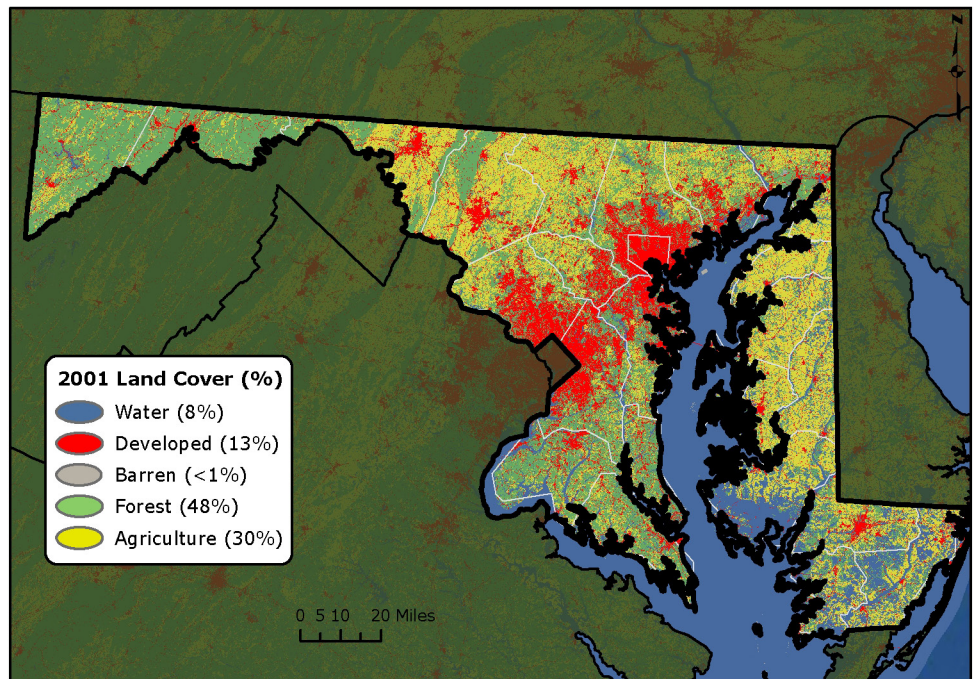 N
2001 Land Cover (%)
Water (8%)
Developed (13%)
Barren (<1%)
Forest (48%)
Agriculture (30%)
0 5 10 20 Miles